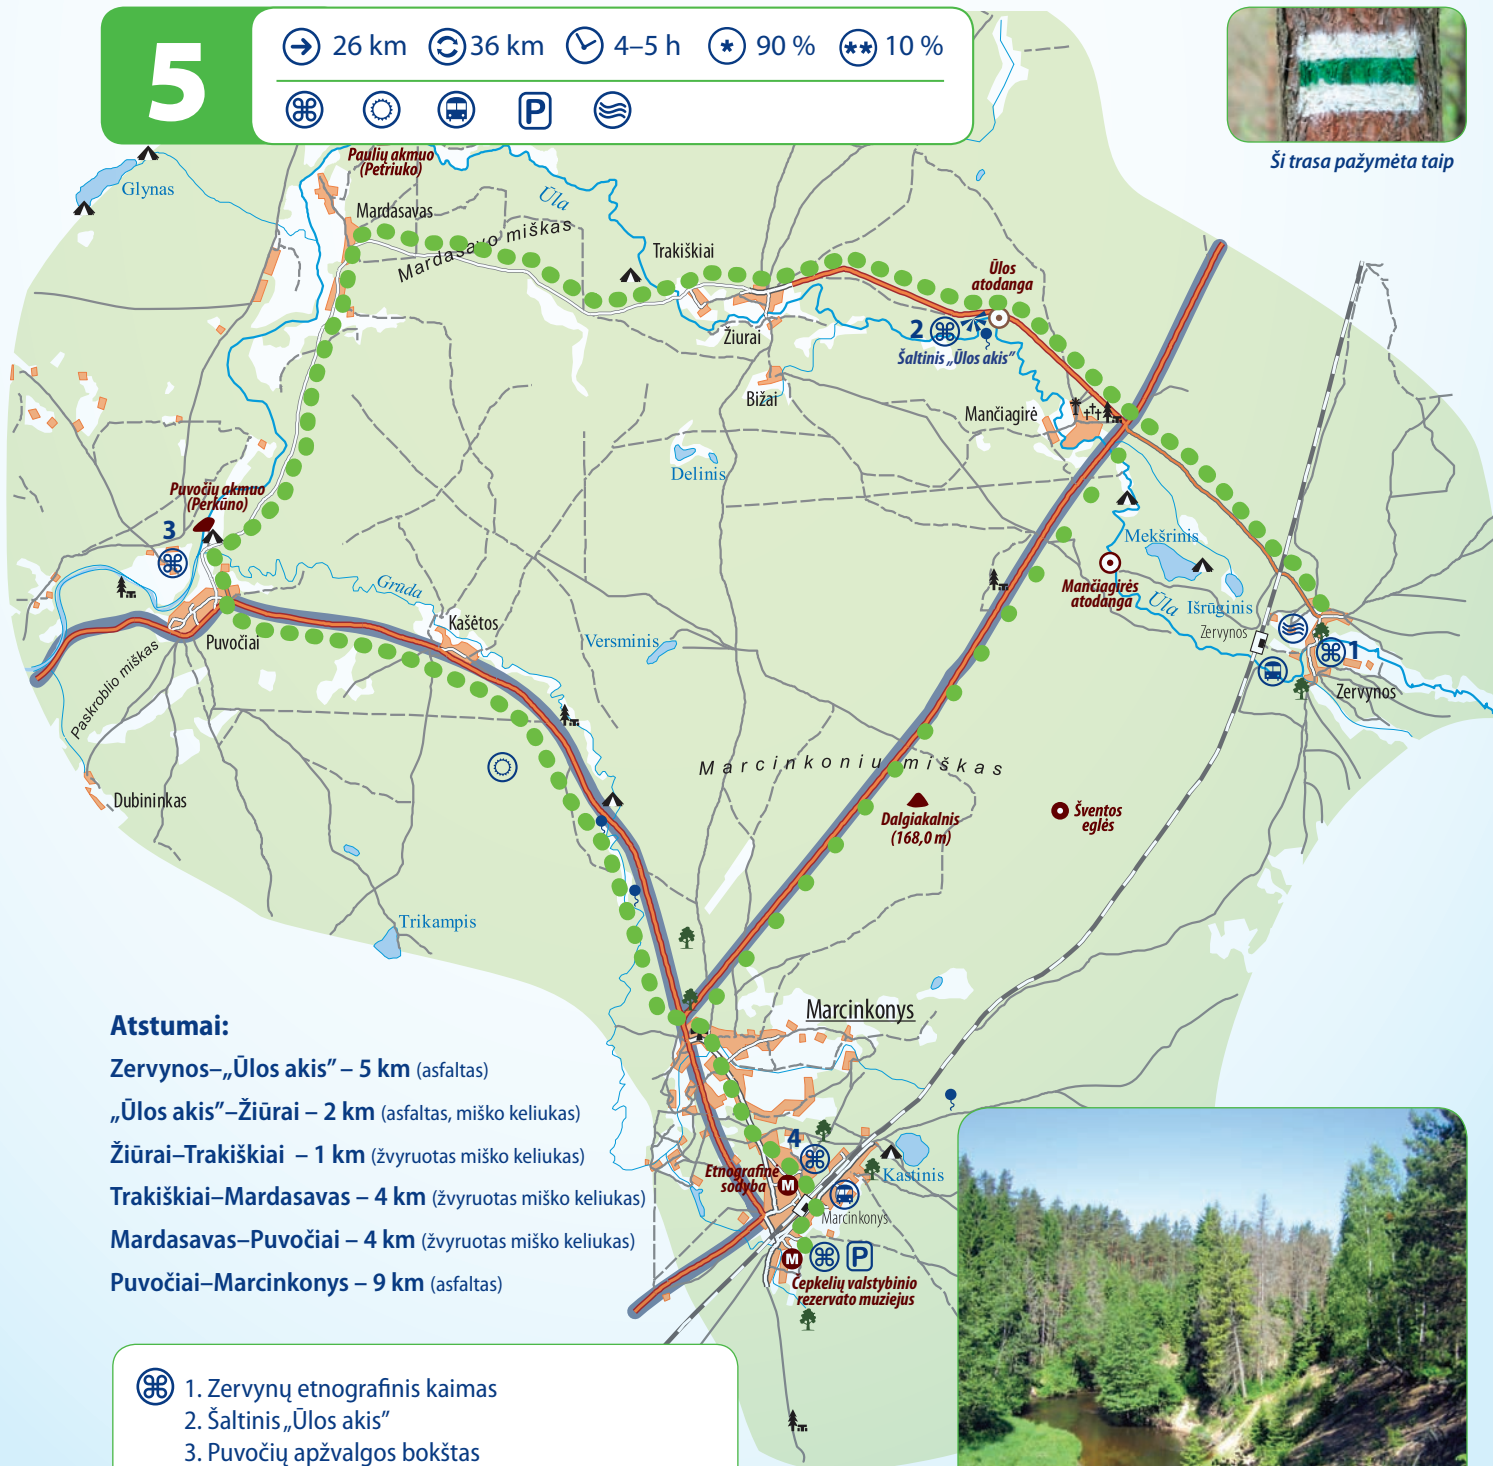 5
26 km
36 km
4–5 h
* 90 %
** 10 %
P
Ši trasa pažymėta taip
Paulių akmuo
(Petriuko)
Glynas
Mardasavas
Ūla
Mardasavo miškas
Trakiškiai
Ūlos
atodanga
2
Šaltinis „Ūlos akis”
Žiurai
Bižai
Mančiagirė
Delinis
Puvočių akmuo
(Perkūno)
3
Mekšrinis
Grūda
Mančiagirės
atodanga
Ūla
Išrūginis
Kašėtos
Zervynos
Versminis
Puvočiai
1
Paskroblio miškas
Zervynos
Marcinkonių miškas
Dubininkas
Dalgiakalnis
(168,0 m)
Šventos
eglės
Trikampis
Marcinkonys
Atstumai:
Zervynos–„Ūlos akis” – 5 km (asfaltas)
„Ūlos akis”–Žiūrai – 2 km (asfaltas, miško keliukas)
Žiūrai–Trakiškiai – 1 km (žvyruotas miško keliukas)
Trakiškiai–Mardasavas – 4 km (žvyruotas miško keliukas)
Mardasavas–Puvočiai – 4 km (žvyruotas miško keliukas)
Puvočiai–Marcinkonys – 9 km (asfaltas)
4
Etnografinė
sodyba
M
Kastinis
Marcinkonys
M
P
Čepkelių valstybinio
rezervato muziejus
1. Zervynų etnografinis kaimas
2. Šaltinis „Ūlos akis”
3. Puvočių apžvalgos bokštas